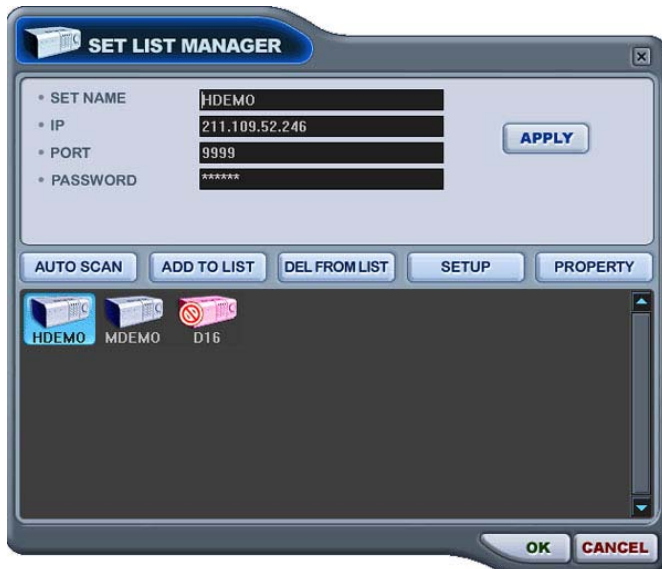 SET LIST MANAGER
• SET NAME HDEMO
• IP 211.109.52.246
• PORT 9999
• PASSWORD ******
APPLY
AUTO SCAN ADD TO LIST DEL FROM LIST SETUP PROPERTY
HDEMO MDEMO D16
OK CANCEL